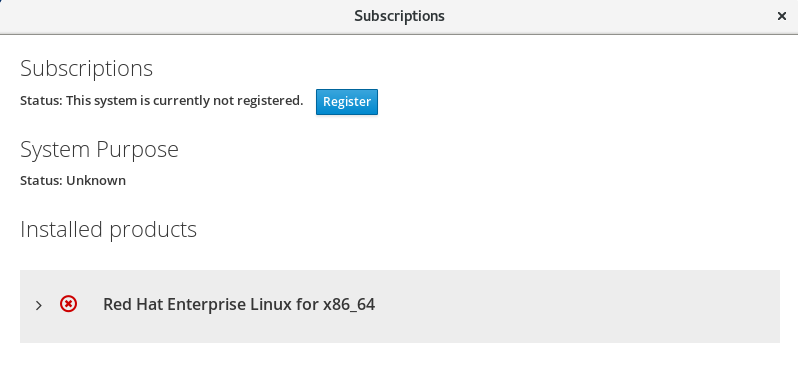 Subscriptions
Subscriptions
Status: This system is currently not registered. Register
System Purpose
Status: Unknown
Installed products
Red Hat Enterprise Linux for x86_64